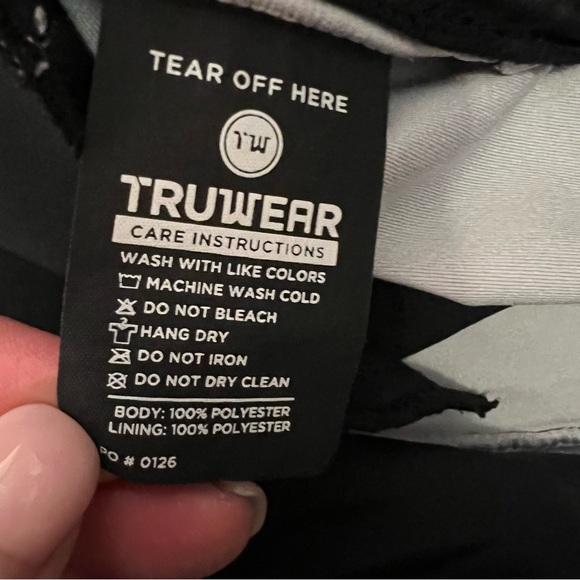 TEAR OFF HERE
TW
TRUWEAR
CARE INSTRUCTIONS
WASH WITH LIKE COLORS
MACHINE WASH COLD
DO NOT BLEACH
HANG DRY
DO NOT IRON
DO NOT DRY CLEAN
BODY: 100% POLYESTER
LINING: 100% POLYESTER
PO # 0126